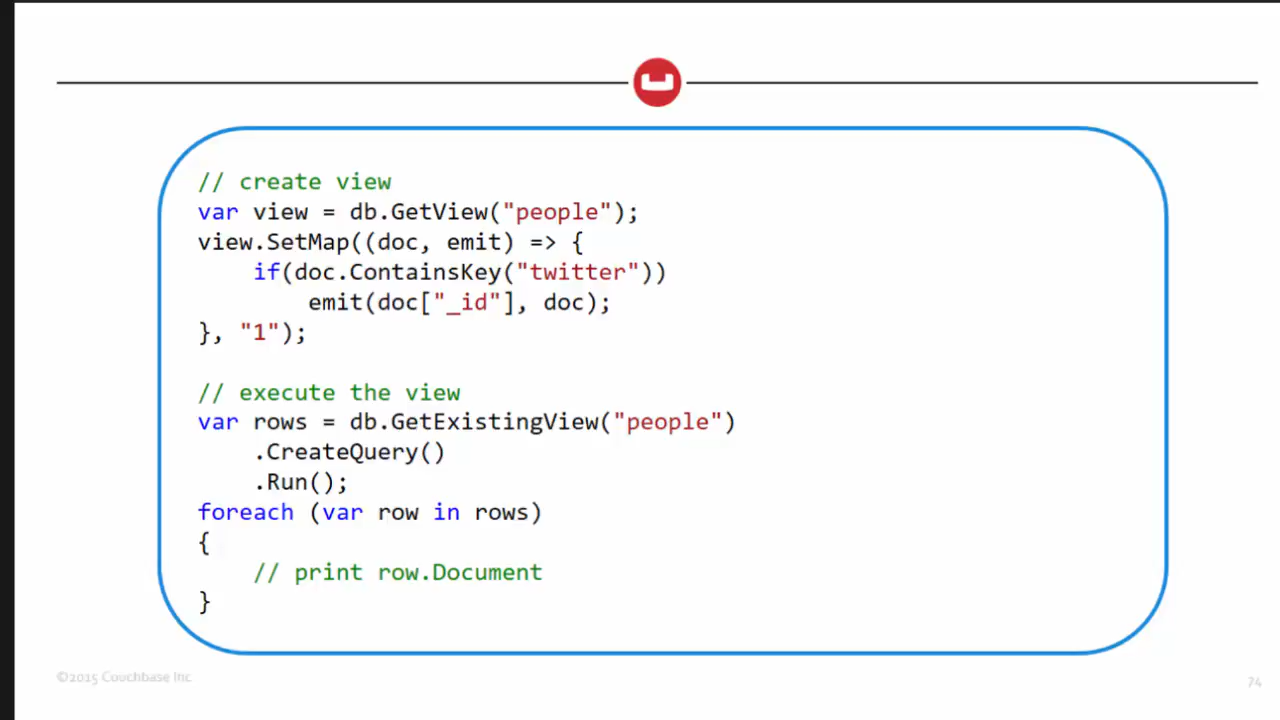 // create view
var view = db.GetView("people");
view.SetMap((doc, emit) => {
    if(doc.ContainsKey("twitter"))
        emit(doc["_id"], doc);
}, "1");

// execute the view
var rows = db.GetExistingView("people")
    .CreateQuery()
    .Run();
foreach (var row in rows)
{
    // print row.Document
}
©2015 Couchbase Inc
74